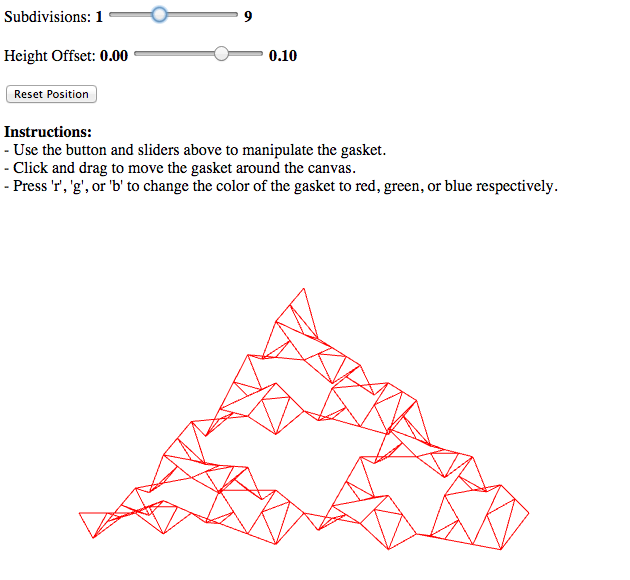 Subdivisions: 1 9
Height Offset: 0.00 0.10
Reset Position
Instructions:
- Use the button and sliders above to manipulate the gasket.
- Click and drag to move the gasket around the canvas.
- Press 'r', 'g', or 'b' to change the color of the gasket to red, green, or blue respectively.